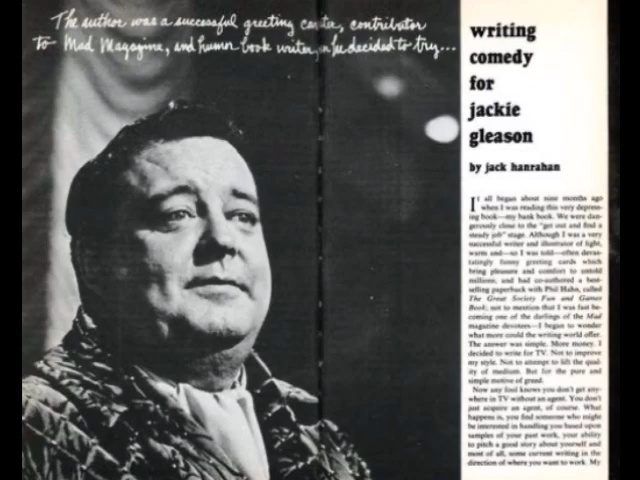 The author was a successful greeting contributor
to Mad Magazine, and humor book writer, he decided to try...
writing
comedy
for
jackie
gleason
by jack hanrahan
It all began about nine months ago
when I was reading this very depress-
ing book—my bank book. We were dan-
gerously close to the "get out and find a
steady job" stage. Although I was a very
successful writer and illustrator of light,
warm and—so I was told—often devas-
tatingly funny greeting cards which
bring pleasure and comfort to untold
millions, and had co-authored a best-
selling paperback with Phil Hahn, called
The Great Society Fun and Games
Book; not to mention that I was fast be-
coming one of the darlings of the Mad
magazine devotees—I began to wonder
what more could the writing world offer.
The answer was simple. More money. I
decided to write for TV. Not to improve
my style. Not to attempt to lift the qual-
ity of medium. But for the pure and
simple motive of greed.
Now any fool knows you don't get any-
where in TV without an agent. You don't
just acquire an agent, of course. What
happens is, you find someone who might
be interested in handling you based upon
samples of your past work, your ability
to pitch a good story about yourself and
most of all, some current writing in the
direction of where you want to work. My